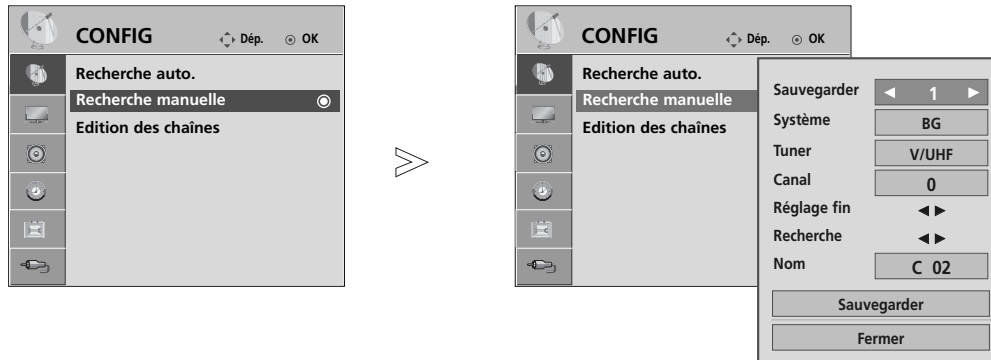 CONFIG Dép. OK
Recherche auto.
Recherche manuelle
Edition des chaînes
CONFIG Dép. OK
Recherche auto.
Recherche manuelle
Edition des chaînes
Sauvegarder ◄ 1 ►
Système BG
Tuner V/UHF
Canal 0
Réglage fin ◄ ►
Recherche ◄ ►
Nom C 02
Sauvegarder
Fermer